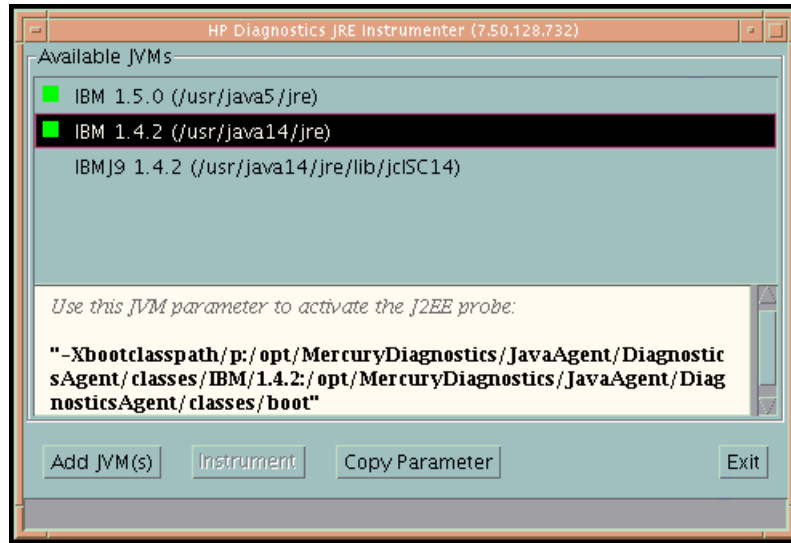 HP Diagnostics JRE Instrumenter (7.50.128.732)
Available JVMs
IBM 1.5.0 (/usr/java5/jre)
IBM 1.4.2 (/usr/java14/jre)
IBMJ9 1.4.2 (/usr/java14/jre/lib/jclSC14)
Use this JVM parameter to activate the J2EE probe:
"-Xbootclasspath/p:/opt/MercuryDiagnostics/JavaAgent/Diagnostic
sAgent/classes/IBM/1.4.2:/opt/MercuryDiagnostics/JavaAgent/Diag
nosticsAgent/classes/boot"
Add JVM(s) Instrument Copy Parameter Exit